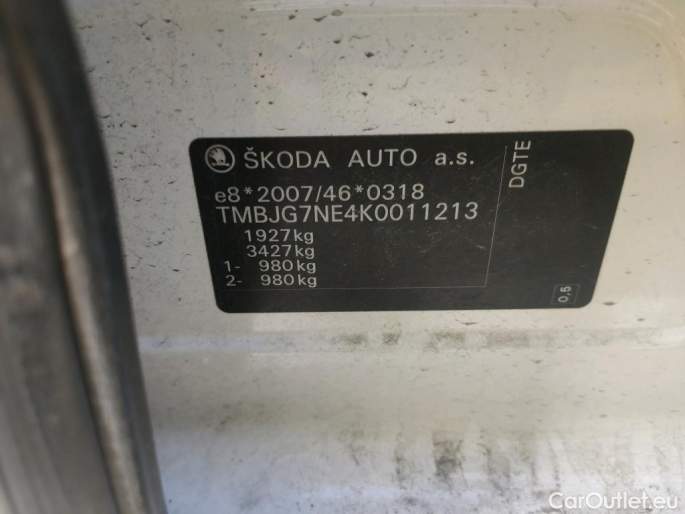 ŠKODA AUTO a.s.
e8*2007/46*0318
TMBJG7NE4K0011213
1927kg
3427kg
1- 980kg
2- 980kg
DGTE
0,5
CarOutlet.eu